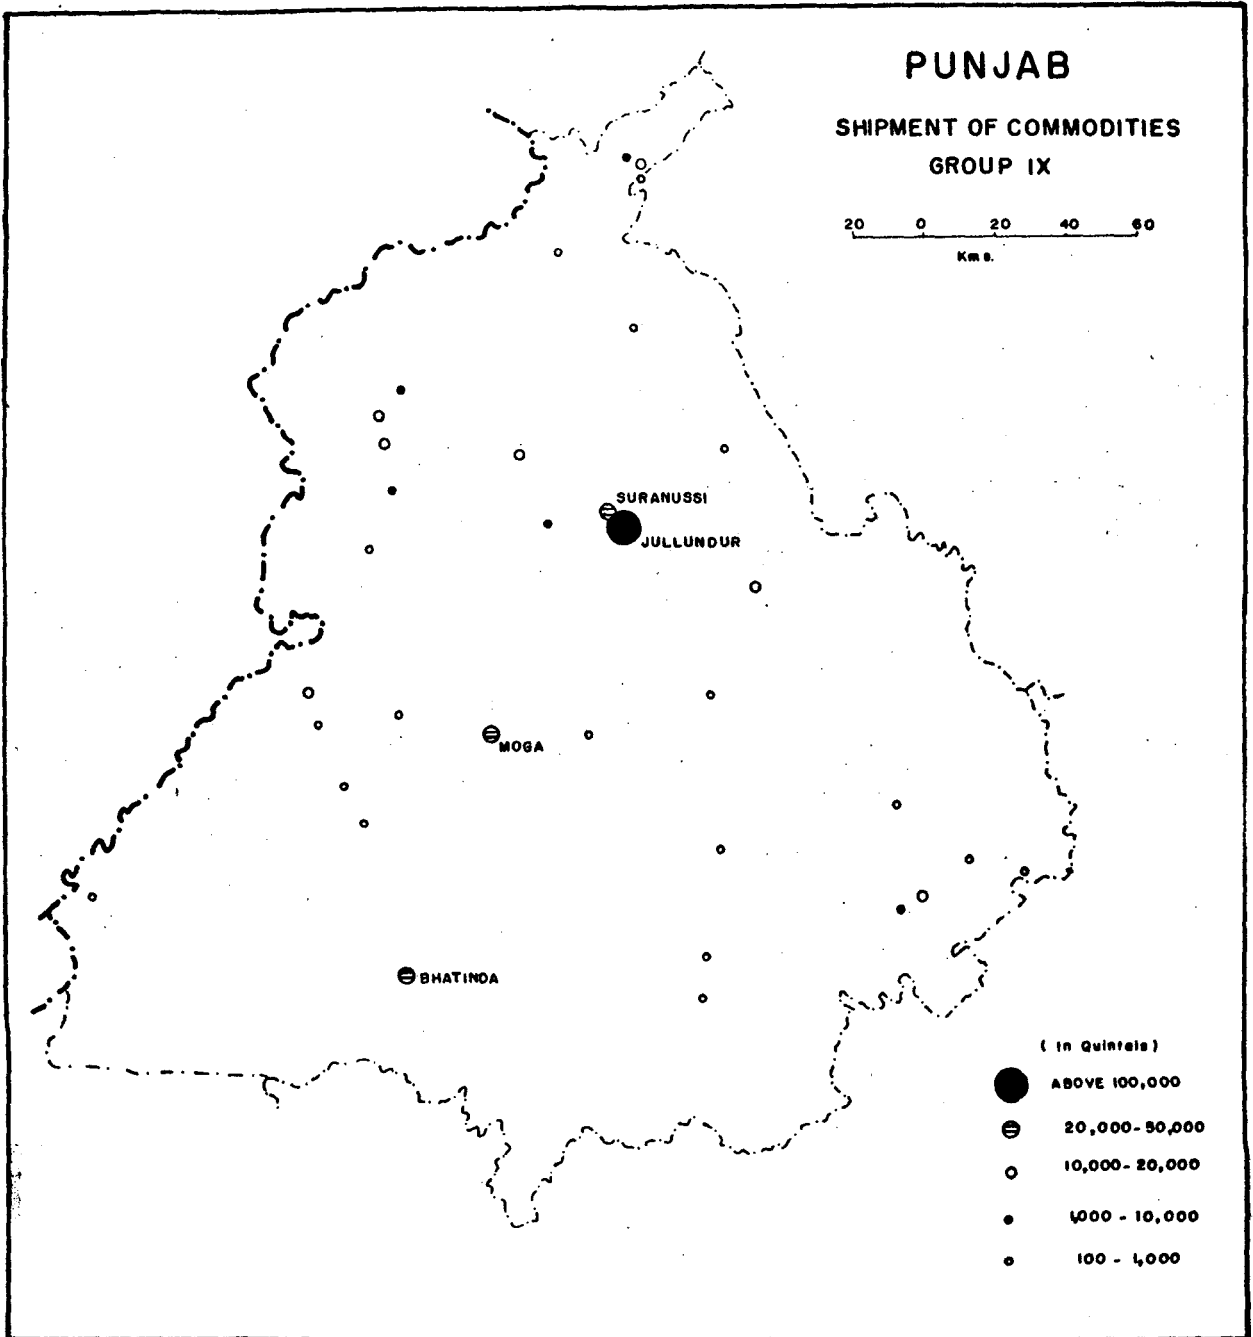 PUNJAB
SHIPMENT OF COMMODITIES
GROUP IX
20 0 20 40 60
Kms.
SURANUSSI
JULLUNDUR
MOGA
BHATINDA
( In Quintals )
ABOVE 100,000
20,000-50,000
10,000-20,000
1,000 - 10,000
100 - 1,000